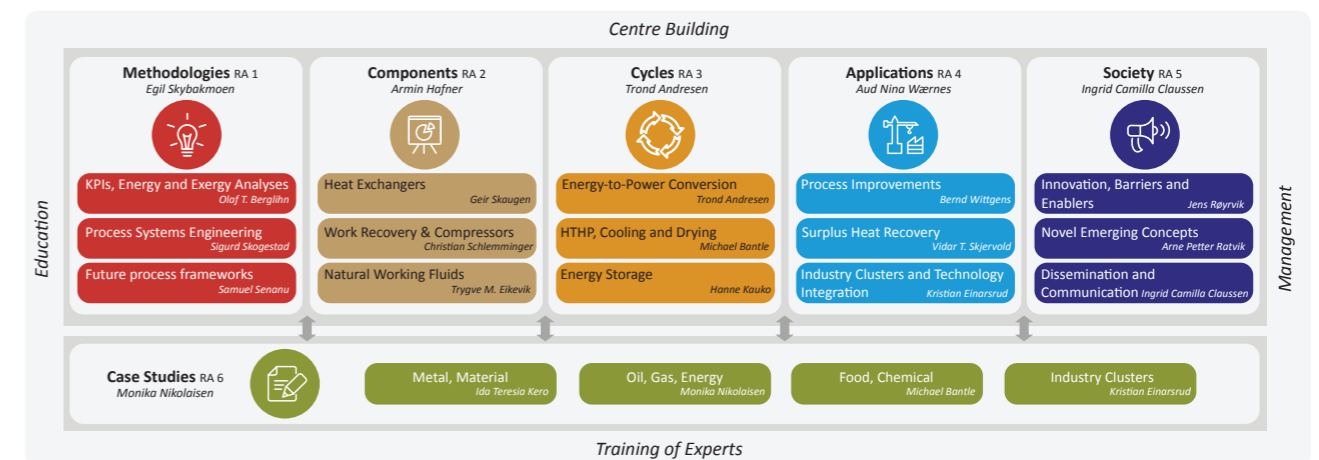 Centre Building
Education
Methodologies RA 1
Egil Skybakmoen
KPIs, Energy and Exergy Analyses
Olaf T. Berglihn
Process Systems Engineering
Sigurd Skogestad
Future process frameworks
Samuel Senanu
Components RA 2
Armin Hafner
Heat Exchangers
Geir Skaugen
Work Recovery & Compressors
Christian Schlemminger
Natural Working Fluids
Trygve M. Eikevik
Cycles RA 3
Trond Andresen
Energy-to-Power Conversion
Trond Andresen
HTHP, Cooling and Drying
Michael Bantle
Energy Storage
Hanne Kauko
Applications RA 4
Aud Nina Wærnes
Process Improvements
Bernd Wittgens
Surplus Heat Recovery
Vidar T. Skjervold
Industry Clusters and Technology
Integration Kristian Einarsrud
Society RA 5
Ingrid Camilla Claussen
Innovation, Barriers and
Enablers Jens Røyrvik
Novel Emerging Concepts
Arne Petter Ratvik
Dissemination and
Communication Ingrid Camilla Claussen
Management
Case Studies RA 6
Monika Nikolaisen
Metal, Material
Ida Teresia Kero
Oil, Gas, Energy
Monika Nikolaisen
Food, Chemical
Michael Bantle
Industry Clusters
Kristian Einarsrud
Training of Experts